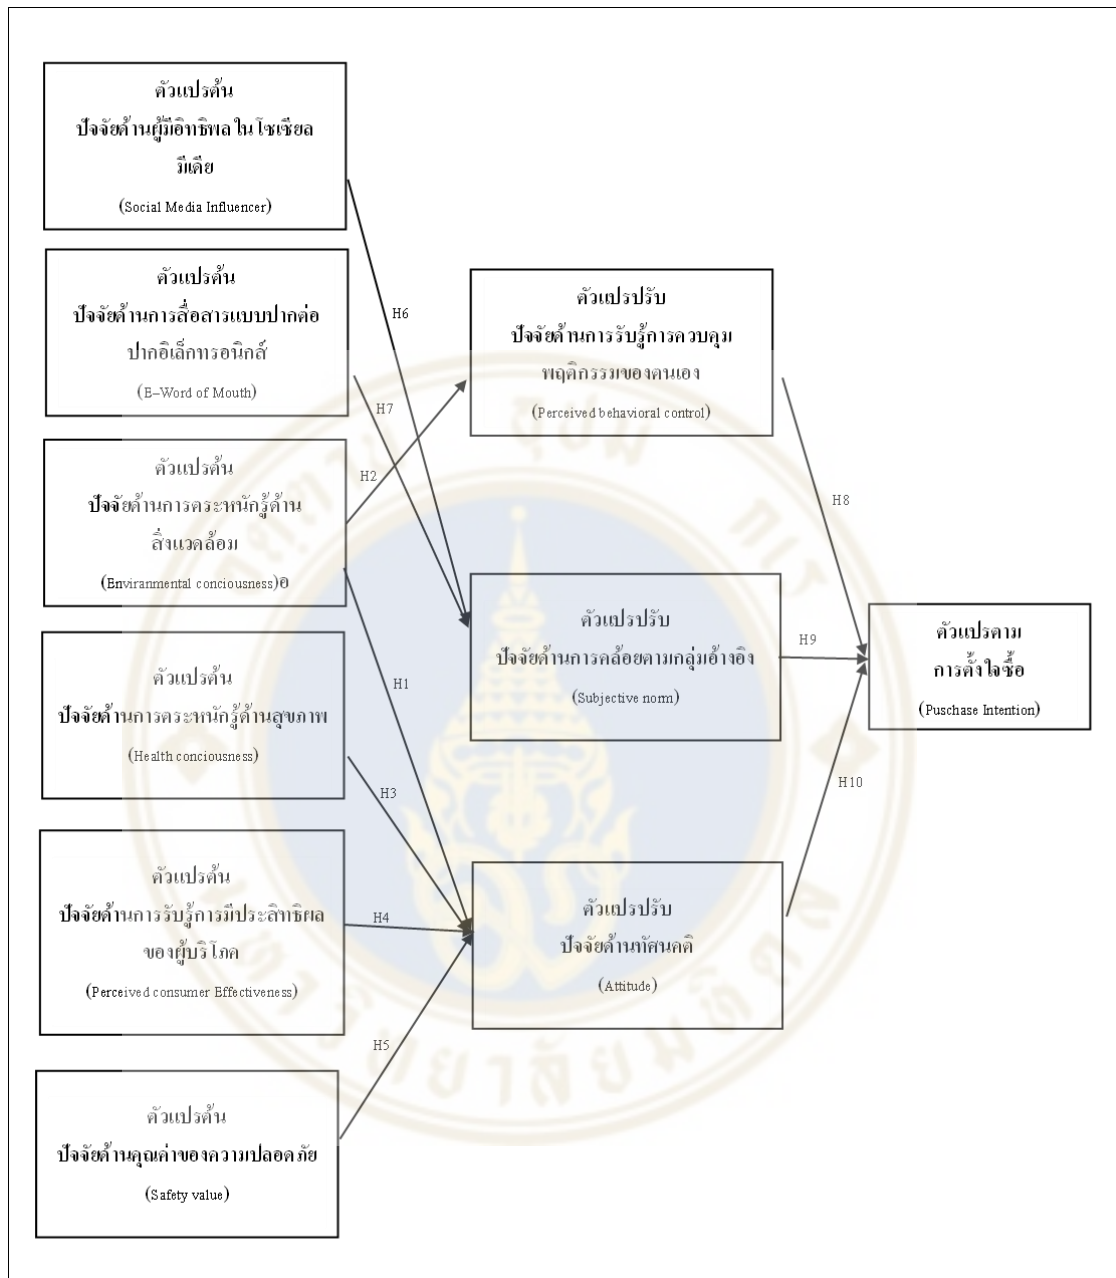 ตัวแปรต้น
ปัจจัยด้านผู้มีอิทธิพลในโซเชียล
มีเดีย
(Social Media Influencer)
ตัวแปรต้น
ปัจจัยด้านการสื่อสารแบบปากต่อ
ปากอิเล็กทรอนิกส์
(E-Word of Mouth)
ตัวแปรต้น
ปัจจัยด้านการตระหนักรู้ด้าน
สิ่งแวดล้อม
(Enviranmental conciousness)อ
ตัวแปรต้น
ปัจจัยด้านการตระหนักรู้ด้านสุขภาพ
(Health conciousness)
ตัวแปรต้น
ปัจจัยด้านการรับรู้การมีประสิทธิผล
ของผู้บริโภค
(Perceived consumer Effectiveness)
ตัวแปรต้น
ปัจจัยด้านคุณค่าของความปลอดภัย
(Safety value)
H6
H7
H2
H1
H3
H4
H5
ตัวแปรปรับ
ปัจจัยด้านการรับรู้การควบคุม
พฤติกรรมของตนเอง
(Perceived behavioral control)
ตัวแปรปรับ
ปัจจัยด้านการคล้อยตามกลุ่มอ้างอิง
(Subjective norm)
ตัวแปรปรับ
ปัจจัยด้านทัศนคติ
(Attitude)
H8
H9
H10
ตัวแปรตาม
การตั้งใจซื้อ
(Puschase Intention)